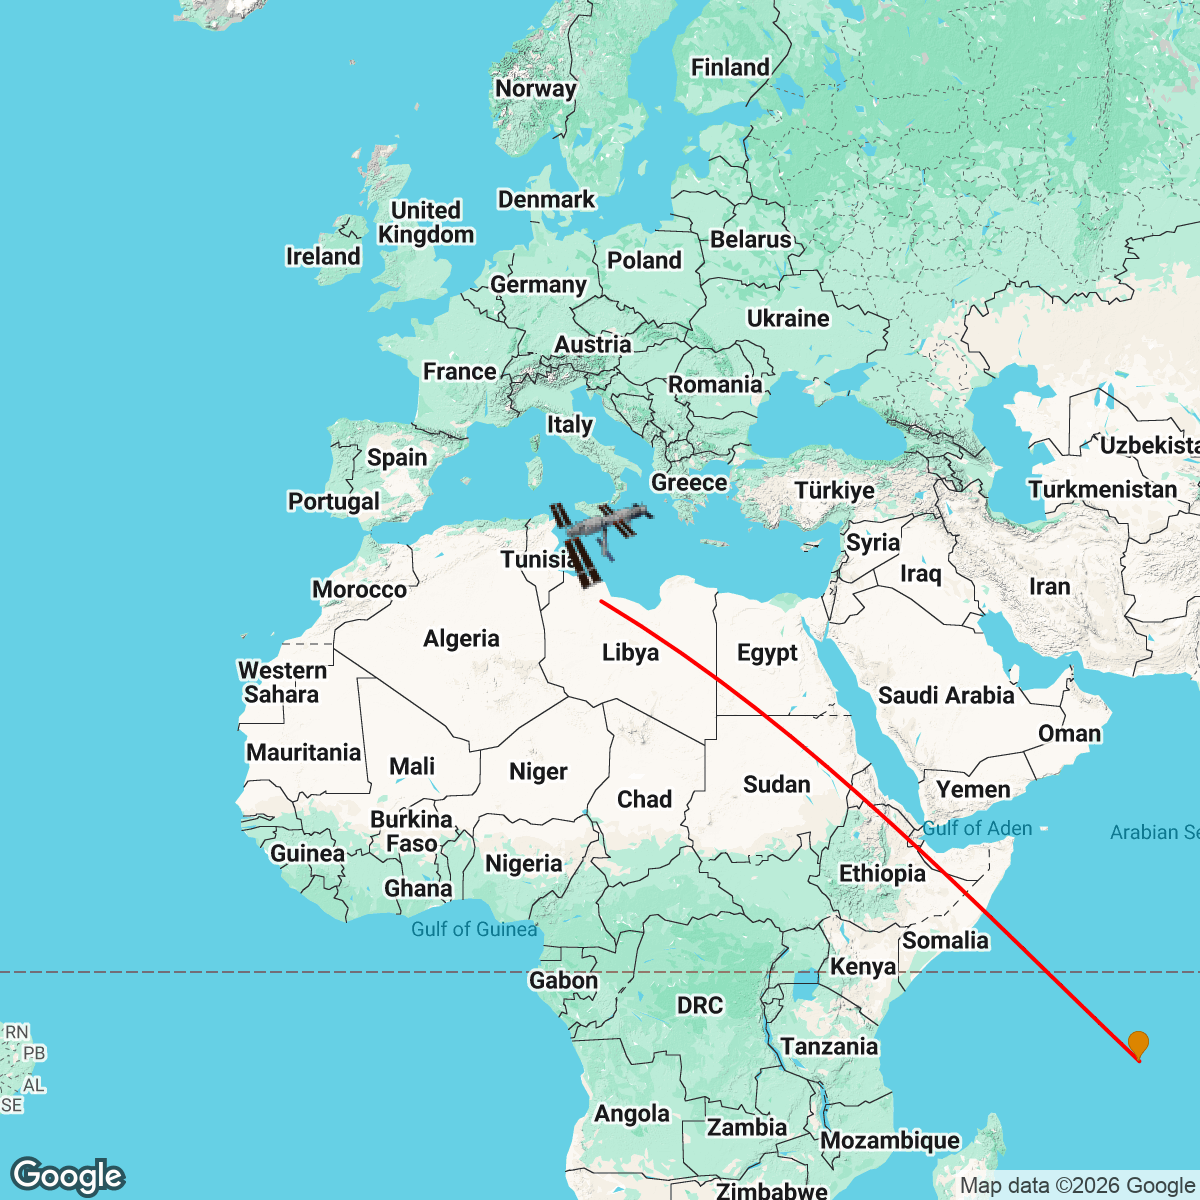 Finland
Norway
Denmark
United
Kingdom
Ireland
Belarus
Poland
Germany
Ukraine
Austria
France
Romania
Italy
Uzbekista
Spain
Greece
Türkiye
Turkmenistan
Portugal
Syria
Tunisia
Iraq
Iran
Morocco
Algeria
Libya
Egypt
Western
Sahara
Saudi Arabia
Oman
Mauritania
Mali
Niger
Chad
Sudan
Yemen
Burkina
Faso
Gulf of Aden
Arabian Se
Guinea
Nigeria
Ethiopia
Ghana
Gulf of Guinea
Somalia
Kenya
Gabon
DRC
RN
PB
Tanzania
AL
SE
Angola
Zambia
Mozambique
Google
Map data ©2026 Google
Zimbabwe